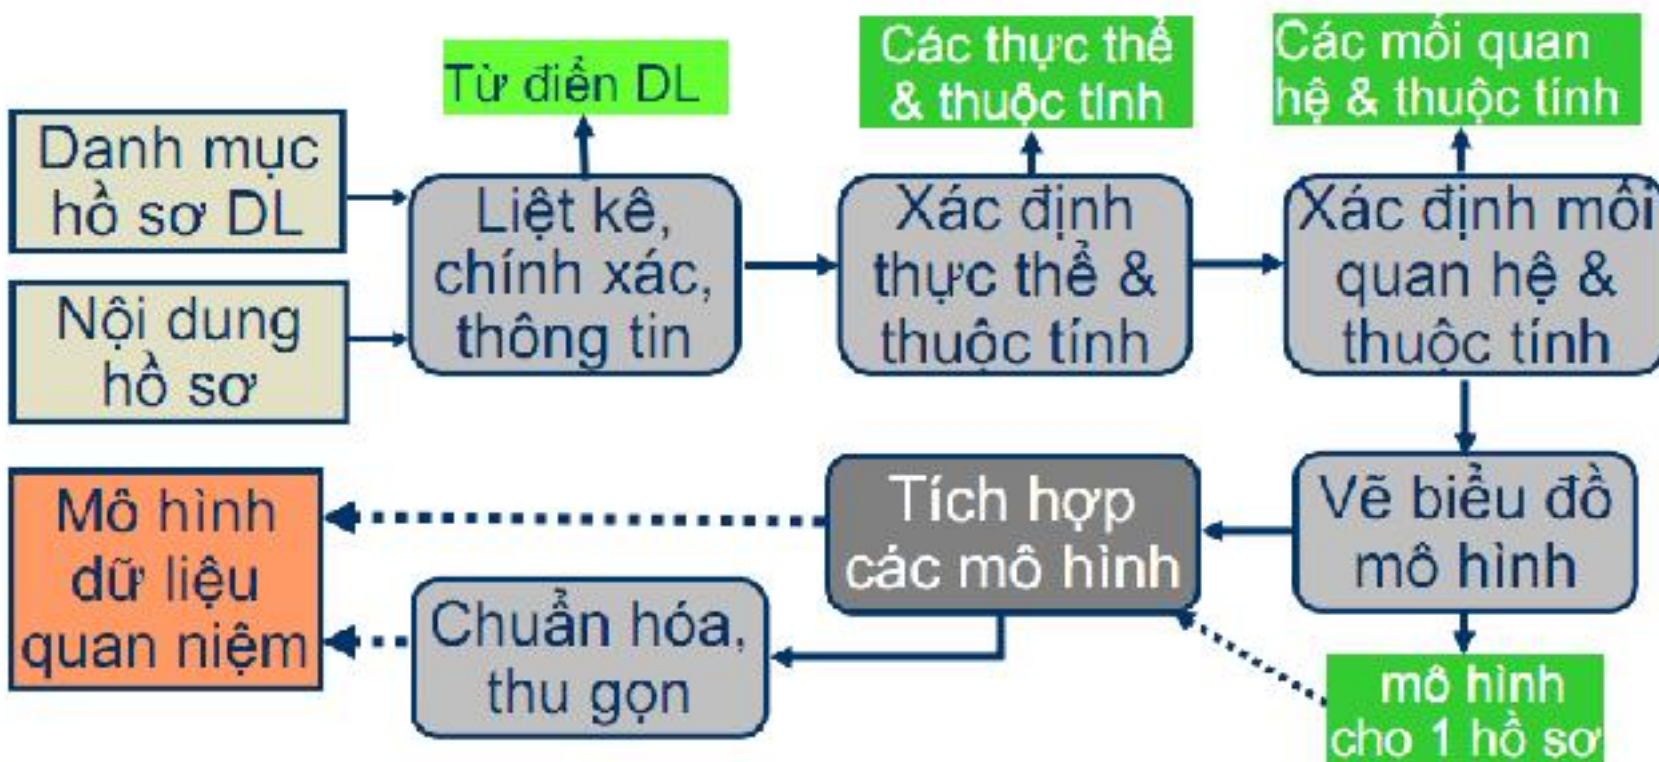 Từ điển DL
Các thực thể
& thuộc tính
Các mối quan
hệ & thuộc tính
Danh mục
hồ sơ DL
Nội dung
hồ sơ
Liệt kê,
chính xác,
thông tin
Xác định
thực thể &
thuộc tính
Xác định mối
quan hệ &
thuộc tính
Mô hình
dữ liệu
quan niệm
Chuẩn hóa,
thu gọn
Tích hợp
các mô hình
Vẽ biểu đồ
mô hình
mô hình
cho 1 hồ sơ